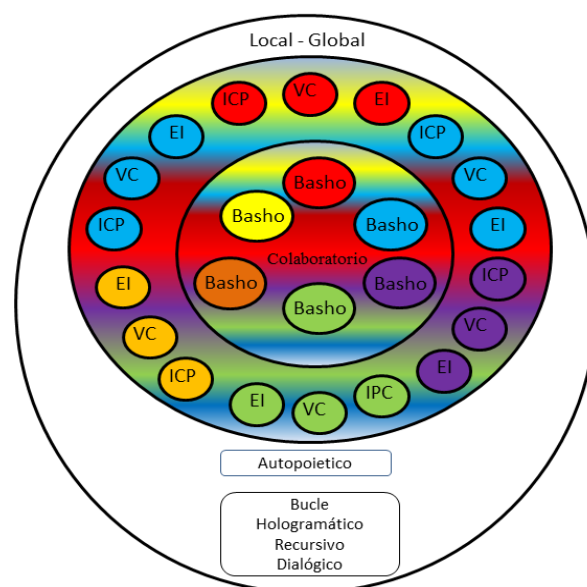 Local - Global
ICP
VC
EI
EI
ICP
VC
VC
ICP
EI
EI
ICP
VC
VC
ICP
EI
EI
VC
IPC
Basho
Basho
Basho
Colaboratorio
Basho
Basho
Basho
Autopoietico
Bucle
Hologramático
Recursivo
Dialógico